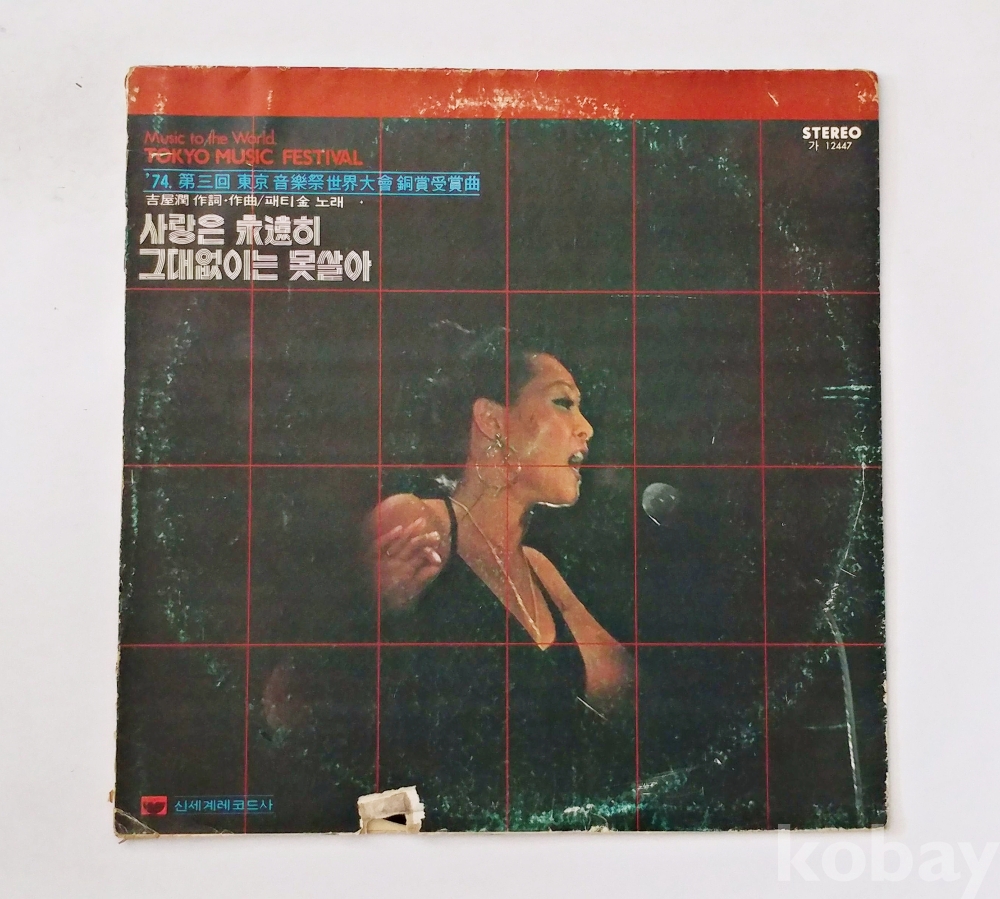 Music to the World.
TOKYO MUSIC FESTIVAL
'74. 第三回 東京 音樂祭 世界大會 銅賞受賞曲
吉屋潤 作詞·作曲/패티金 노래
사랑은 永遠히
그대없이는 못살아
STEREO
가 12447
신세계레코드사
kobay